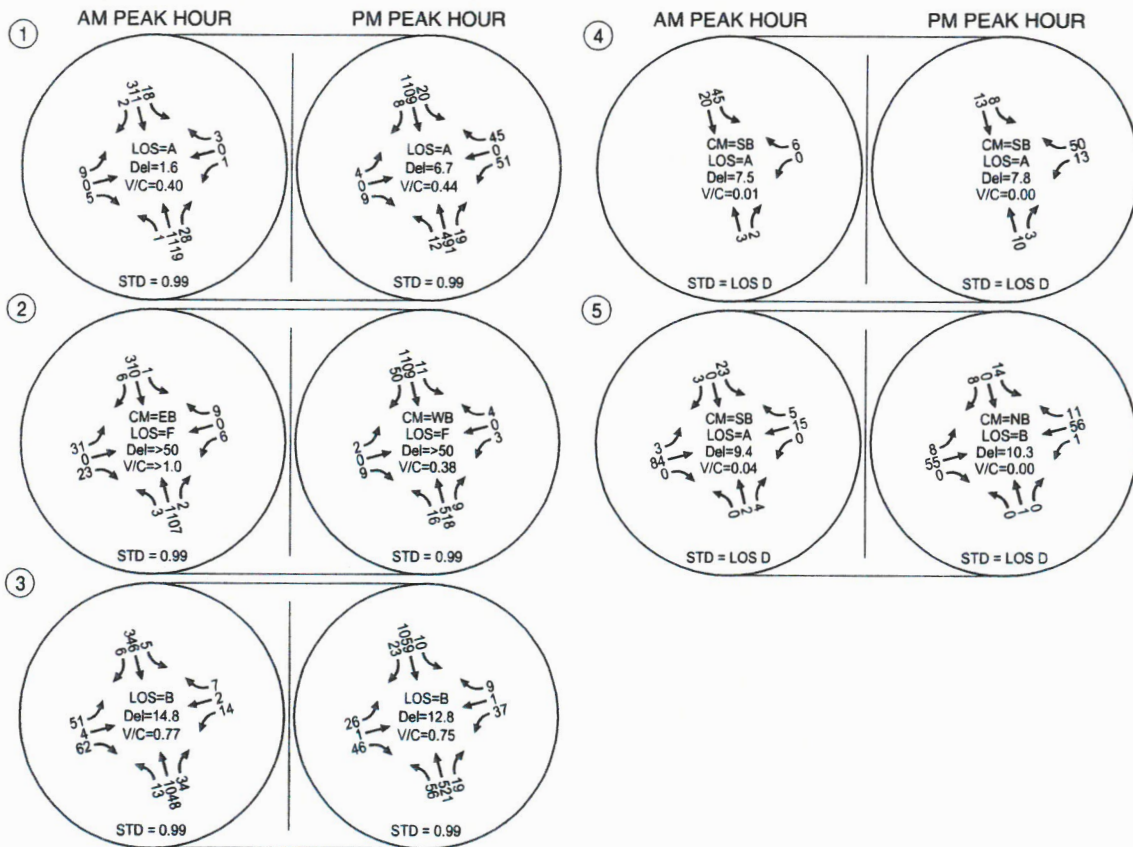 AM PEAK HOUR
PM PEAK HOUR
1
2
311
18
3
0
1
9
0
5
1
1119
28
LOS=A
Del=1.6
V/C=0.40
STD = 0.99
8
1109
20
45
0
51
4
0
9
12
491
19
LOS=A
Del=6.7
V/C=0.44
STD = 0.99
2
6
310
1
9
0
6
31
0
23
3
1107
2
CM=EB
LOS=F
Del=>50
V/C=>1.0
STD = 0.99
50
1109
11
4
0
3
2
0
9
16
518
9
CM=WB
LOS=F
Del=>50
V/C=0.38
STD = 0.99
3
6
346
5
7
2
14
51
4
62
13
1048
34
LOS=B
Del=14.8
V/C=0.77
STD = 0.99
23
1059
10
9
1
37
26
1
46
56
521
19
LOS=B
Del=12.8
V/C=0.75
STD = 0.99
AM PEAK HOUR
PM PEAK HOUR
4
20
45
6
0
3
2
CM=SB
LOS=A
Del=7.5
V/C=0.01
STD = LOS D
13
8
50
13
10
3
CM=SB
LOS=A
Del=7.8
V/C=0.00
STD = LOS D
5
3
0
23
5
15
0
3
84
0
0
2
4
CM=SB
LOS=A
Del=9.4
V/C=0.04
STD = LOS D
8
0
14
11
56
1
8
55
0
0
1
0
CM=NB
LOS=B
Del=10.3
V/C=0.00
STD = LOS D